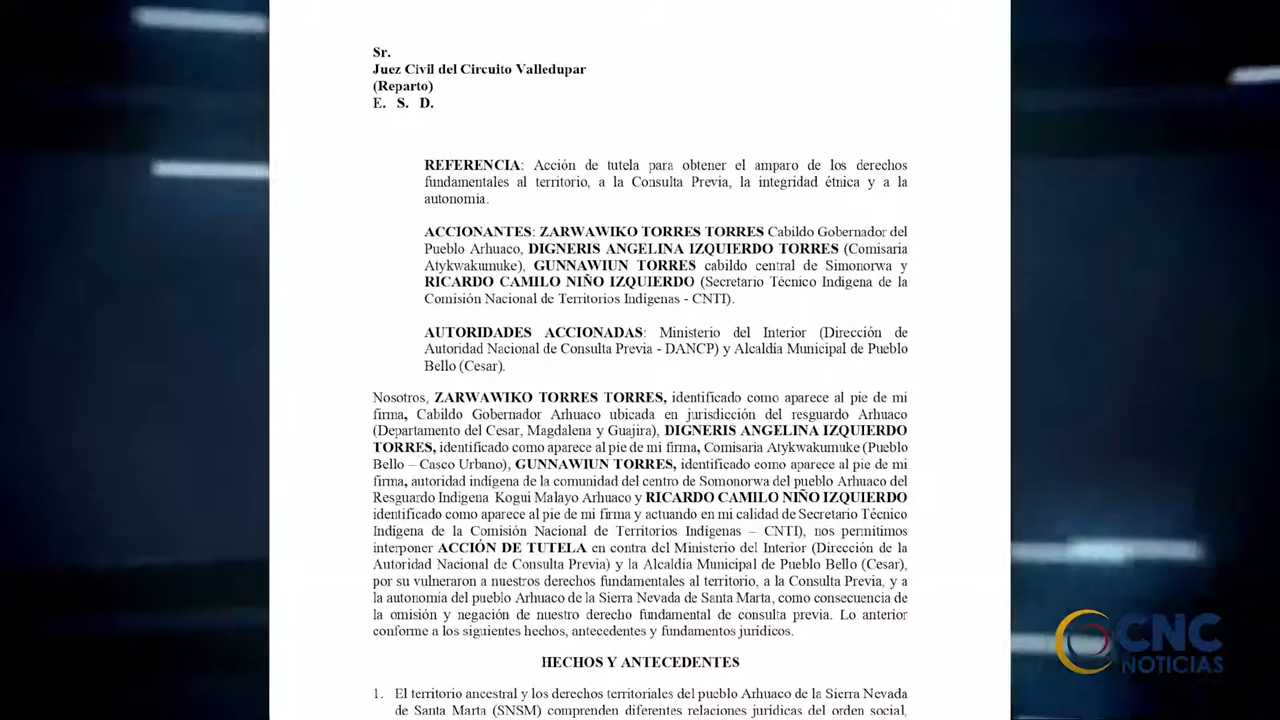 Sr.
Juez Civil del Circuito Valledupar
(Reparto)
E. S. D.
REFERENCIA: Acción de tutela para obtener el amparo de los derechos
fundamentales al territorio, a la Consulta Previa, la integridad étnica y a la
autonomía.
ACCIONANTES: ZARWAWIKO TORRES TORRES Cabildo Gobernador del
Pueblo Arhuaco, DIGNERIS ANGELINA IZQUIERDO TORRES (Comisaria
Atykwakumuke), GUNNAWIUN TORRES cabildo central de Simonorwa y
RICARDO CAMILO NIÑO IZQUIERDO (Secretario Técnico Indígena de la
Comisión Nacional de Territorios Indígenas - CNTI).
AUTORIDADES ACCIONADAS: Ministerio del Interior (Dirección de
Autoridad Nacional de Consulta Previa - DANCP) y Alcaldía Municipal de Pueblo
Bello (Cesar).
Nosotros, ZARWAWIKO TORRES TORRES, identificado como aparece al pie de mi
firma, Cabildo Gobernador Arhuaco ubicada en jurisdicción del resguardo Arhuaco
(Departamento del Cesar, Magdalena y Guajira), DIGNERIS ANGELINA IZQUIERDO
TORRES, identificado como aparece al pie de mi firma, Comisaria Atykwakumuke (Pueblo
Bello – Casco Urbano), GUNNAWIUN TORRES, identificado como aparece al pie de mi
firma, autoridad indígena de la comunidad del centro de Somonorwa del pueblo Arhuaco del
Resguardo Indígena Kogui Malayo Arhuaco y RICARDO CAMILO NIÑO IZQUIERDO
identificado como aparece al pie de mi firma y actuando en mi calidad de Secretario Técnico
Indígena de la Comisión Nacional de Territorios Indígenas – CNTI), nos permitimos
interponer ACCIÓN DE TUTELA en contra del Ministerio del Interior (Dirección de la
Autoridad Nacional de Consulta Previa) y la Alcaldía Municipal de Pueblo Bello (Cesar),
por su vulneraron a nuestros derechos fundamentales al territorio, a la Consulta Previa, y a
la autonomía del pueblo Arhuaco de la Sierra Nevada de Santa Marta, como consecuencia de
la omisión y negación de nuestro derecho fundamental de consulta previa. Lo anterior
conforme a los siguientes hechos, antecedentes y fundamentos jurídicos.
HECHOS Y ANTECEDENTES
1. El territorio ancestral y los derechos territoriales del pueblo Arhuaco de la Sierra Nevada
de Santa Marta (SNSM) comprenden diferentes relaciones jurídicas del orden social,
CNC
NOTICIAS